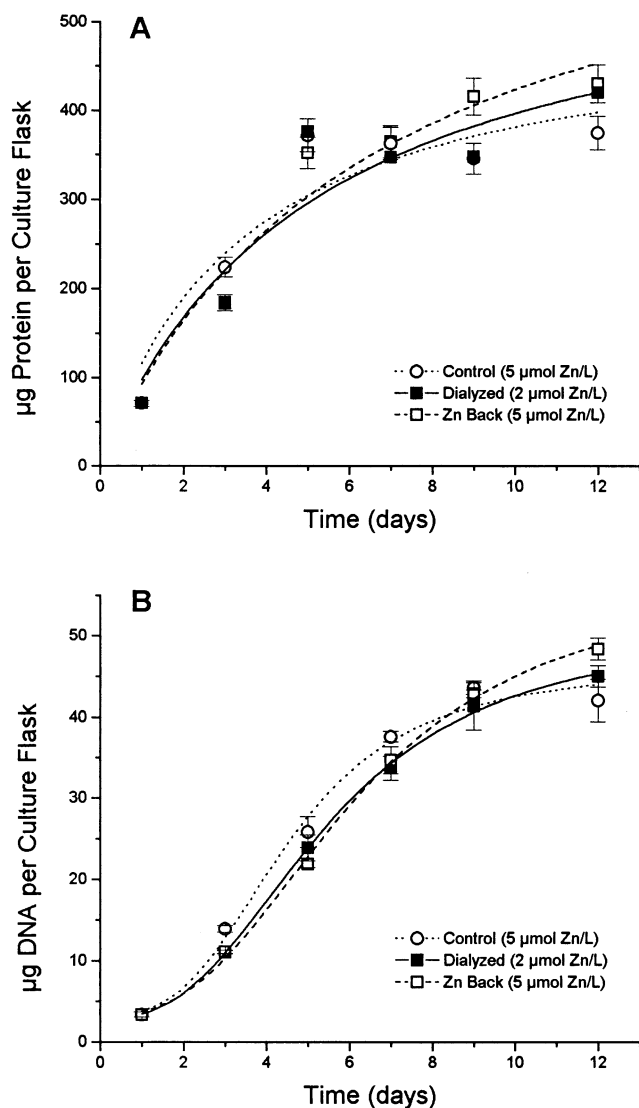 A
500
400
300
200
100
0
µg Protein per Culture Flask
Control (5 µmol Zn/L)
Dialyzed (2 µmol Zn/L)
Zn Back (5 µmol Zn/L)
0 2 4 6 8 10 12
Time (days)
B
50
40
30
20
10
0
µg DNA per Culture Flask
Control (5 µmol Zn/L)
Dialyzed (2 µmol Zn/L)
Zn Back (5 µmol Zn/L)
0 2 4 6 8 10 12
Time (days)